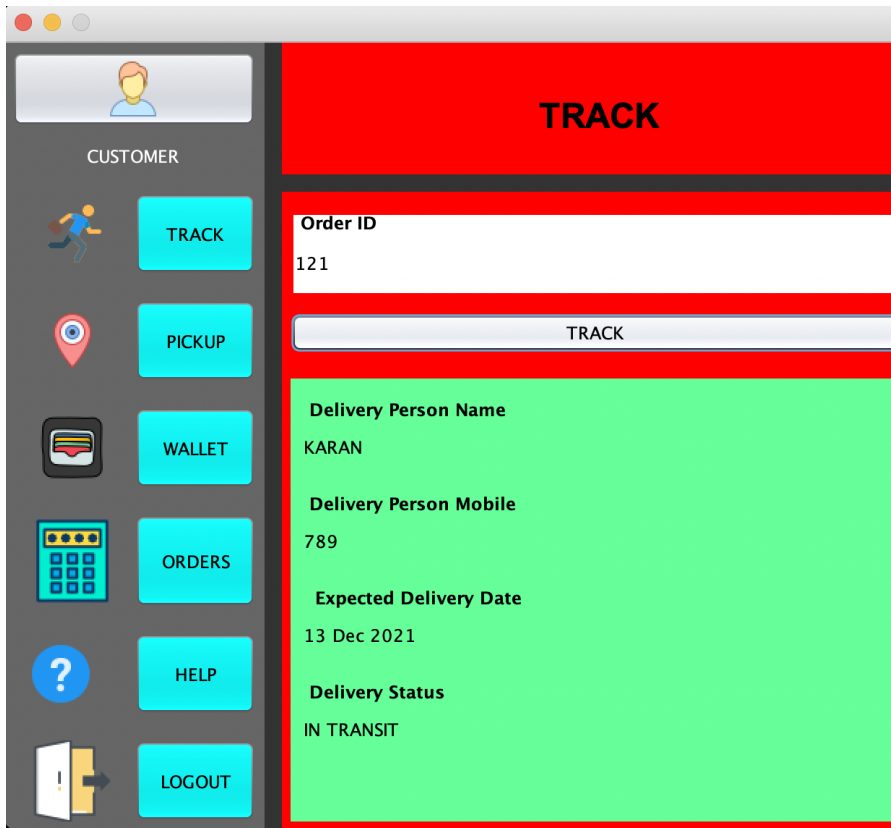 CUSTOMER
TRACK
PICKUP
WALLET
ORDERS
HELP
LOGOUT
TRACK
Order ID
121
TRACK
Delivery Person Name
KARAN
Delivery Person Mobile
789
Expected Delivery Date
13 Dec 2021
Delivery Status
IN TRANSIT